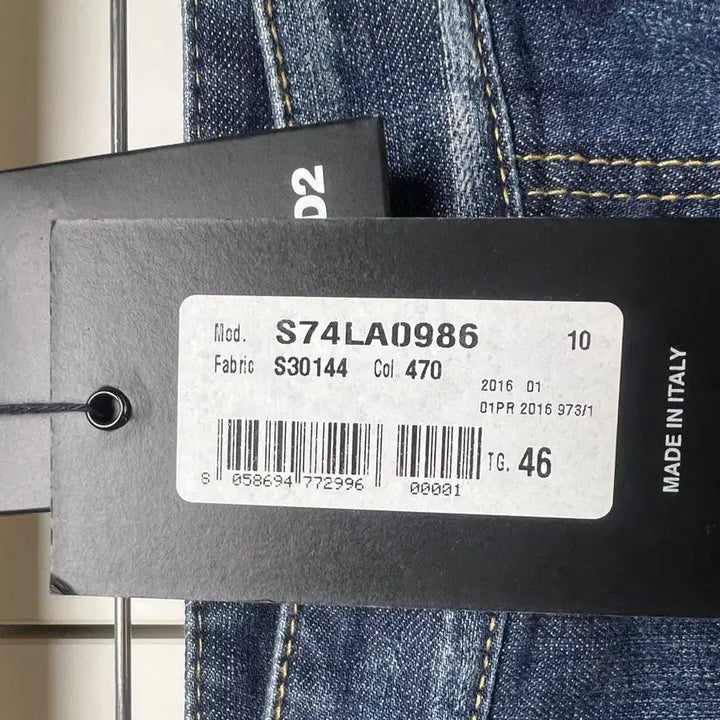 D2
Mod. S74LA0986 10
Fabric S30144 Col 470
2016 01
01PR 2016 973/1
TG. 46
8 058694 772996 00001
MADE IN ITALY